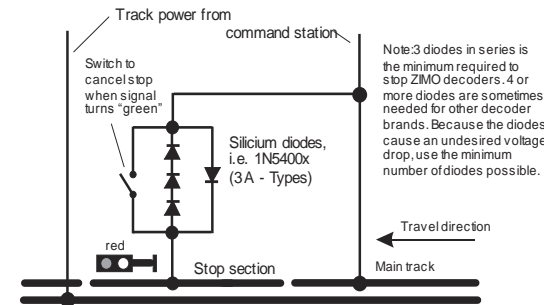 Track power from
command station
Switch to
cancel stop
when signal
turns “green”
Silicium diodes,
i.e. 1N5400x
(3A - Types)
Note:3 diodes in series is
the minimum required to
stop ZIMO decoders. 4 or
more diodes are sometimes
needed for other decoder
brands. Because the diodes
cause an undesired voltage
drop, use the minimum
number of diodes possible.
Travel direction
red
Stop section
Main track